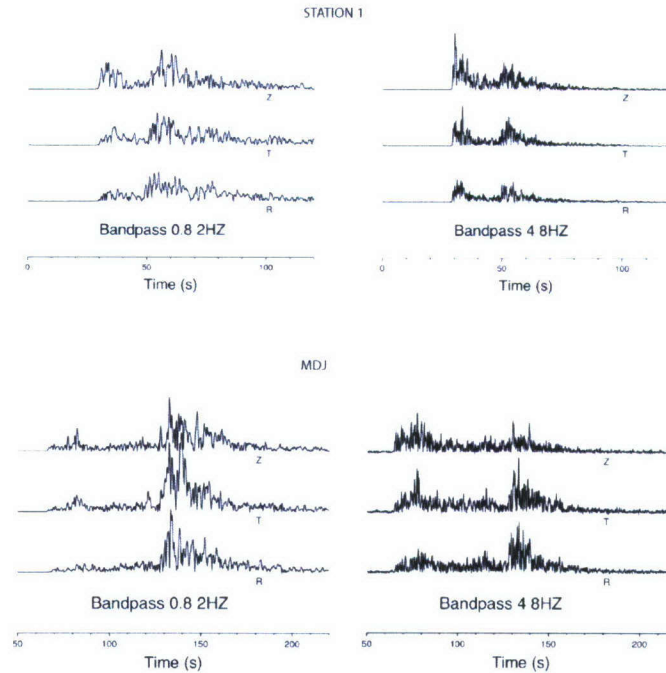 STATION 1
Z
Z
T
T
R
R
Bandpass 0.8 2HZ
Bandpass 4 8HZ
0 50 100
0 50 100
Time (s)
Time (s)
MDJ
Z
Z
T
T
R
R
Bandpass 0.8 2HZ
Bandpass 4 8HZ
50 100 150 200
50 100 150 200
Time (s)
Time (s)